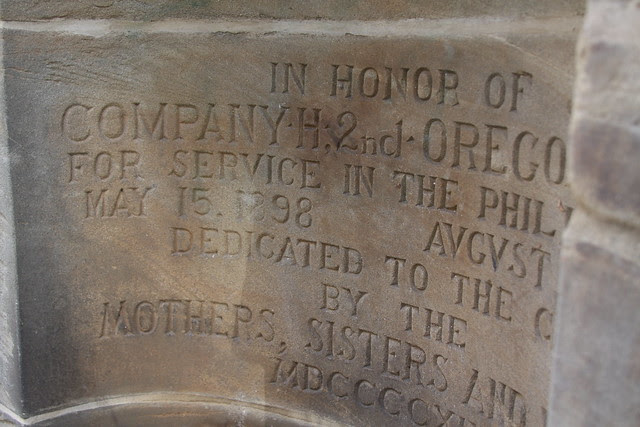 IN HONOR OF
COMPANY·H,2nd·OREGO
FOR SERVICE IN THE PHIL
MAY 15.1898 AVGVST
DEDICATED TO THE C
BY THE
MOTHERS, SISTERS AND
MDCCCCX